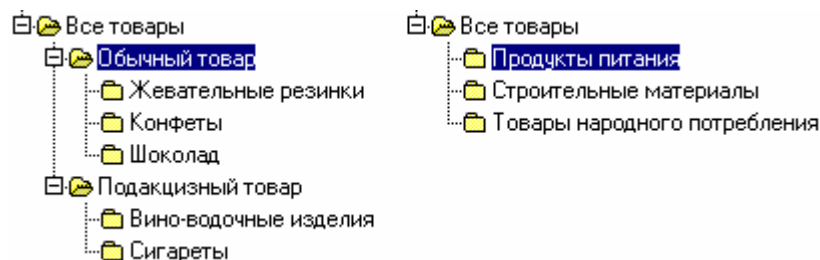 Все товары
Обычный товар
Жевательные резинки
Конфеты
Шоколад
Подакцизный товар
Вино-водочные изделия
Сигареты
Все товары
Продукты питания
Строительные материалы
Товары народного потребления